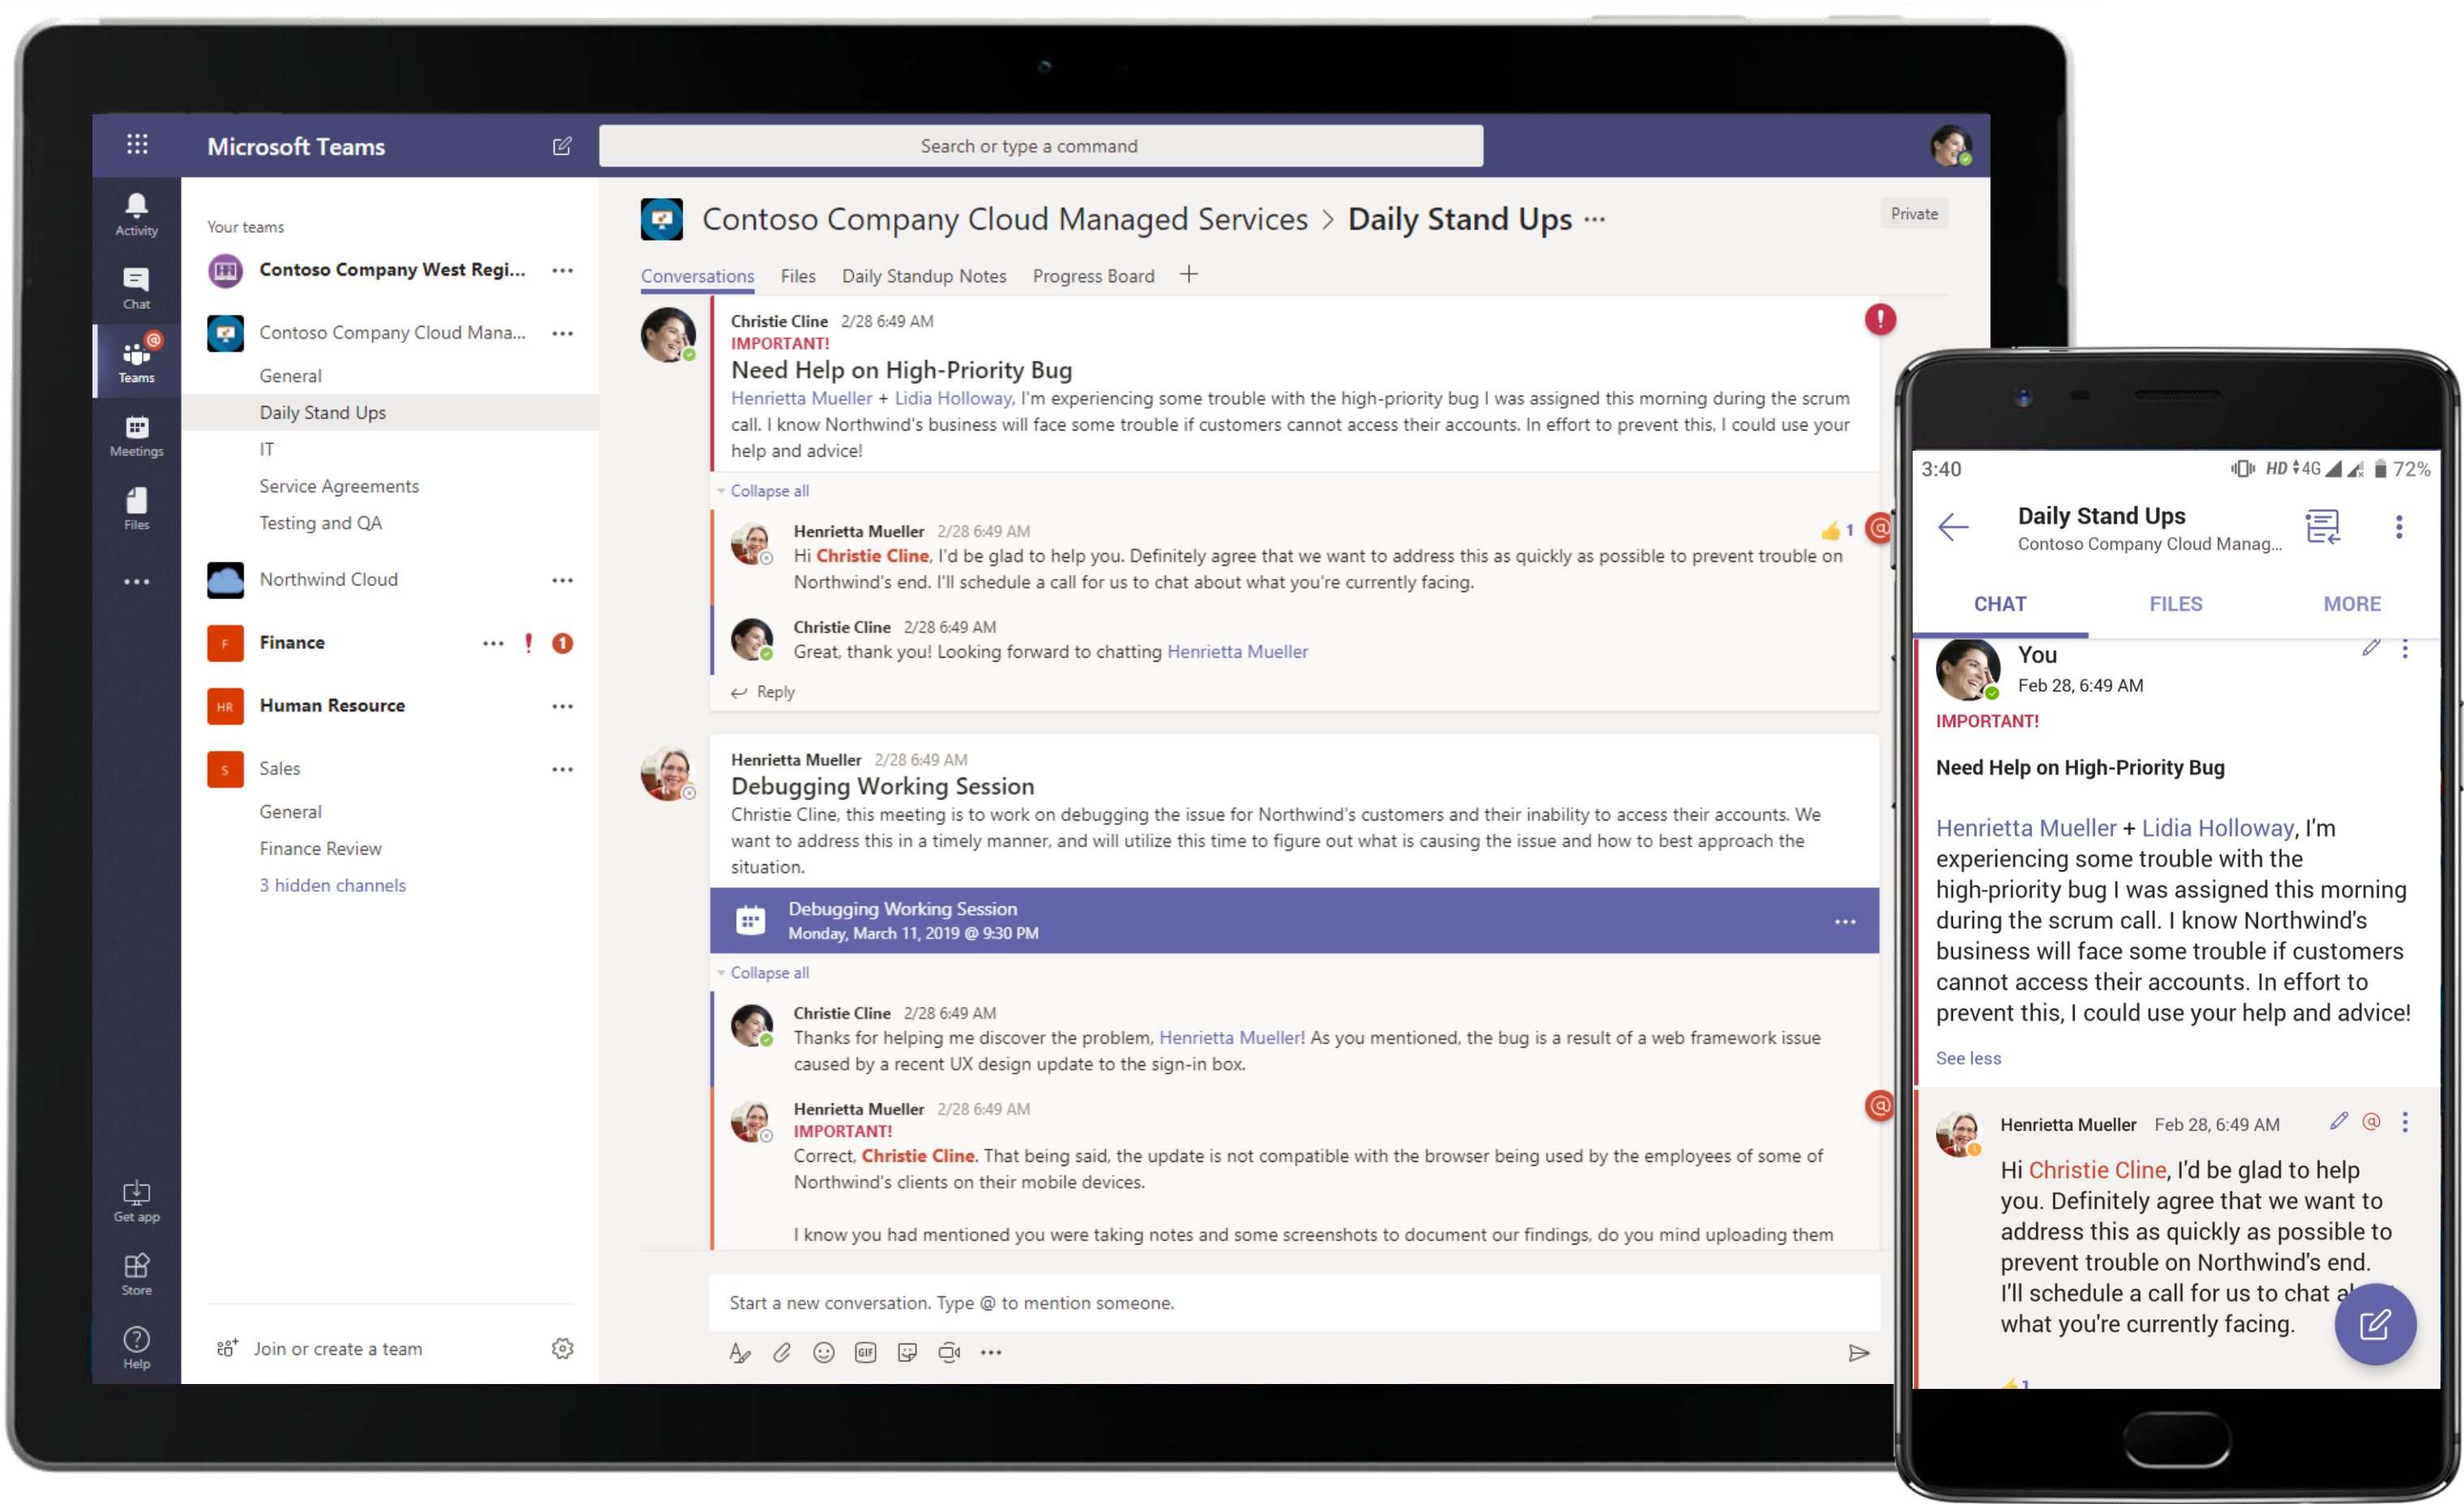 Microsoft Teams
Search or type a command
Activity
Chat
Teams
Meetings
Files
Get app
Store
Help
Your teams
Contoso Company West Regi...
Contoso Company Cloud Mana...
General
Daily Stand Ups
IT
Service Agreements
Testing and QA
Northwind Cloud
F
Finance
! 1
HR
Human Resource
S
Sales
General
Finance Review
3 hidden channels
Join or create a team
Contoso Company Cloud Managed Services > Daily Stand Ups ...
Private
Conversations Files Daily Standup Notes Progress Board +
Christie Cline 2/28 6:49 AM
IMPORTANT!
Need Help on High-Priority Bug
Henrietta Mueller + Lidia Holloway, I'm experiencing some trouble with the high-priority bug I was assigned this morning during the scrum
call. I know Northwind's business will face some trouble if customers cannot access their accounts. In effort to prevent this, I could use your
help and advice!
Collapse all
Henrietta Mueller 2/28 6:49 AM
1 @
Hi Christie Cline, I'd be glad to help you. Definitely agree that we want to address this as quickly as possible to prevent trouble on
Northwind's end. I'll schedule a call for us to chat about what you're currently facing.
Christie Cline 2/28 6:49 AM
Great, thank you! Looking forward to chatting Henrietta Mueller
Reply
Henrietta Mueller 2/28 6:49 AM
Debugging Working Session
Christie Cline, this meeting is to work on debugging the issue for Northwind's customers and their inability to access their accounts. We
want to address this in a timely manner, and will utilize this time to figure out what is causing the issue and how to best approach the
situation.
Debugging Working Session
Monday, March 11, 2019 @ 9:30 PM
Collapse all
Christie Cline 2/28 6:49 AM
Thanks for helping me discover the problem, Henrietta Mueller! As you mentioned, the bug is a result of a web framework issue
caused by a recent UX design update to the sign-in box.
Henrietta Mueller 2/28 6:49 AM
@
IMPORTANT!
Correct, Christie Cline. That being said, the update is not compatible with the browser being used by the employees of some of
Northwind's clients on their mobile devices.
I know you had mentioned you were taking notes and some screenshots to document our findings, do you mind uploading them
Start a new conversation. Type @ to mention someone.
GIF
3:40
HD 4G 72%
Daily Stand Ups
Contoso Company Cloud Manag...
CHAT FILES MORE
You
Feb 28, 6:49 AM
IMPORTANT!
Need Help on High-Priority Bug
Henrietta Mueller + Lidia Holloway, I'm
experiencing some trouble with the
high-priority bug I was assigned this morning
during the scrum call. I know Northwind's
business will face some trouble if customers
cannot access their accounts. In effort to
prevent this, I could use your help and advice!
See less
Henrietta Mueller Feb 28, 6:49 AM @
Hi Christie Cline, I'd be glad to help
you. Definitely agree that we want to
address this as quickly as possible to
prevent trouble on Northwind's end.
I'll schedule a call for us to chat
what you're currently facing.
1